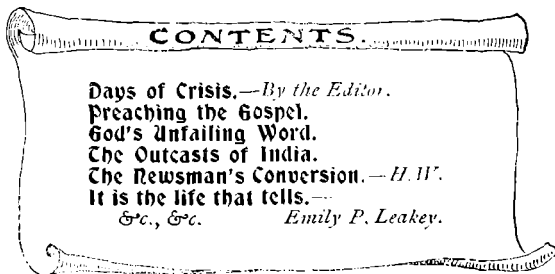 CONTENTS.
Days of Crisis.—By the Editor.
Preaching the Gospel.
God's Unfailing Word.
The Outcasts of India.
The Newsman's Conversion.—H. W.
It is the life that tells.—
&c., &c. Emily P. Leakey.